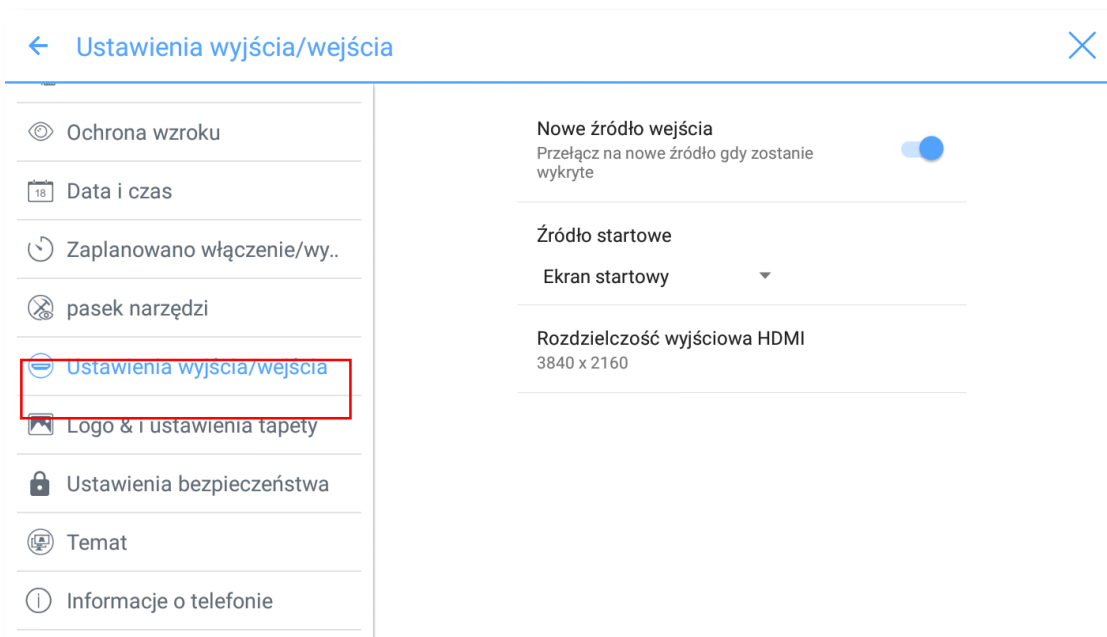 Ustawienia wyjścia/wejścia
Ochrona wzroku
18
Data i czas
Zaplanowano włączenie/wy..
pasek narzędzi
Ustawienia wyjścia/wejścia
Logo & i ustawienia tapety
Ustawienia bezpieczeństwa
Temat
Informacje o telefonie
Nowe źródło wejścia
Przełącz na nowe źródło gdy zostanie
wykryte
Źródło startowe
Ekran startowy
Rozdzielczość wyjściowa HDMI
3840 x 2160